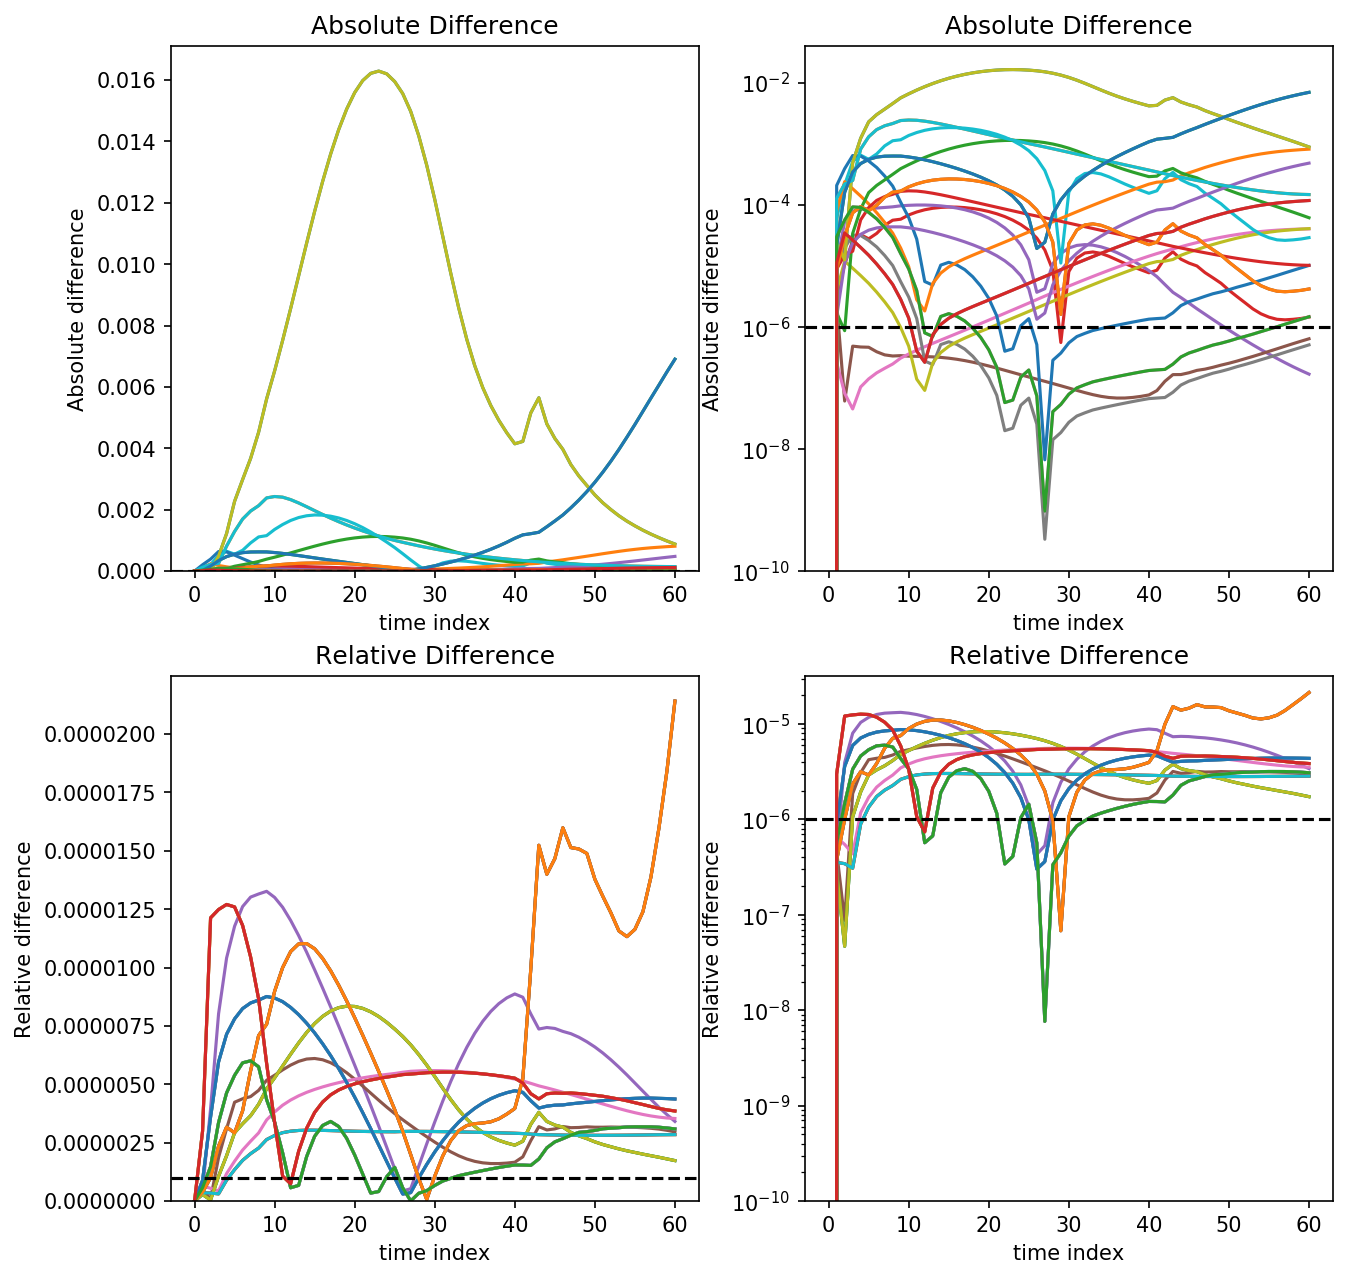 Absolute Difference
Absolute difference
0.016
0.014
0.012
0.010
0.008
0.006
0.004
0.002
0.000
0 10 20 30 40 50 60
time index
Absolute Difference
Absolute difference
10⁻²
10⁻⁴
10⁻⁶
10⁻⁸
10⁻¹⁰
0 10 20 30 40 50 60
time index
Relative Difference
Relative difference
0.0000200
0.0000175
0.0000150
0.0000125
0.0000100
0.0000075
0.0000050
0.0000025
0.0000000
0 10 20 30 40 50 60
time index
Relative Difference
Relative difference
10⁻⁵
10⁻⁶
10⁻⁷
10⁻⁸
10⁻⁹
10⁻¹⁰
0 10 20 30 40 50 60
time index